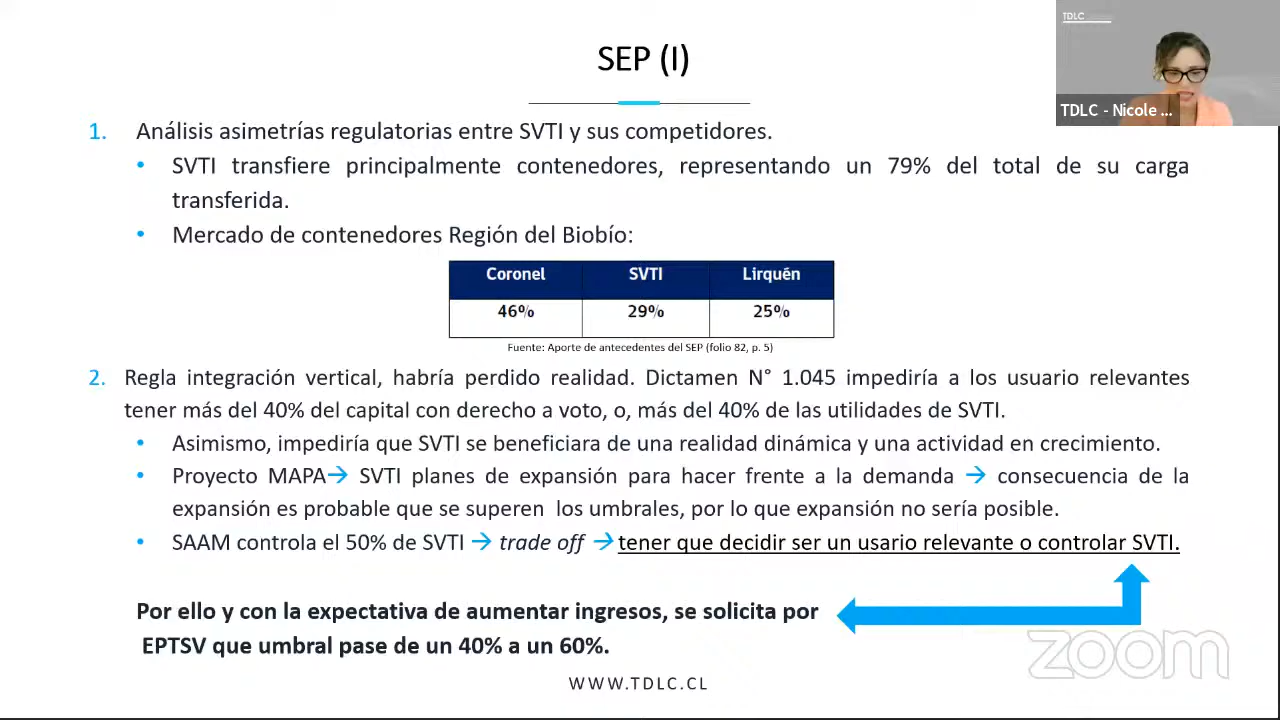 SEP (I)
TDLC
TDLC - Nicole ...
1. Análisis asimetrías regulatorias entre SVTI y sus competidores.
• SVTI transfiere principalmente contenedores, representando un 79% del total de su carga
transferida.
• Mercado de contenedores Región del Biobío:
Coronel SVTI Lirquén
46% 29% 25%
Fuente: Aporte de antecedentes del SEP (folio 82, p. 5)
2. Regla integración vertical, habría perdido realidad. Dictamen N° 1.045 impediría a los usuario relevantes
tener más del 40% del capital con derecho a voto, o, más del 40% de las utilidades de SVTI.
• Asimismo, impediría que SVTI se beneficiara de una realidad dinámica y una actividad en crecimiento.
• Proyecto MAPA→ SVTI planes de expansión para hacer frente a la demanda → consecuencia de la
expansión es probable que se superen los umbrales, por lo que expansión no sería posible.
• SAAM controla el 50% de SVTI → trade off → tener que decidir ser un usario relevante o controlar SVTI.
Por ello y con la expectativa de aumentar ingresos, se solicita por
EPTSV que umbral pase de un 40% a un 60%.
zoom
WWW.TDLC.CL